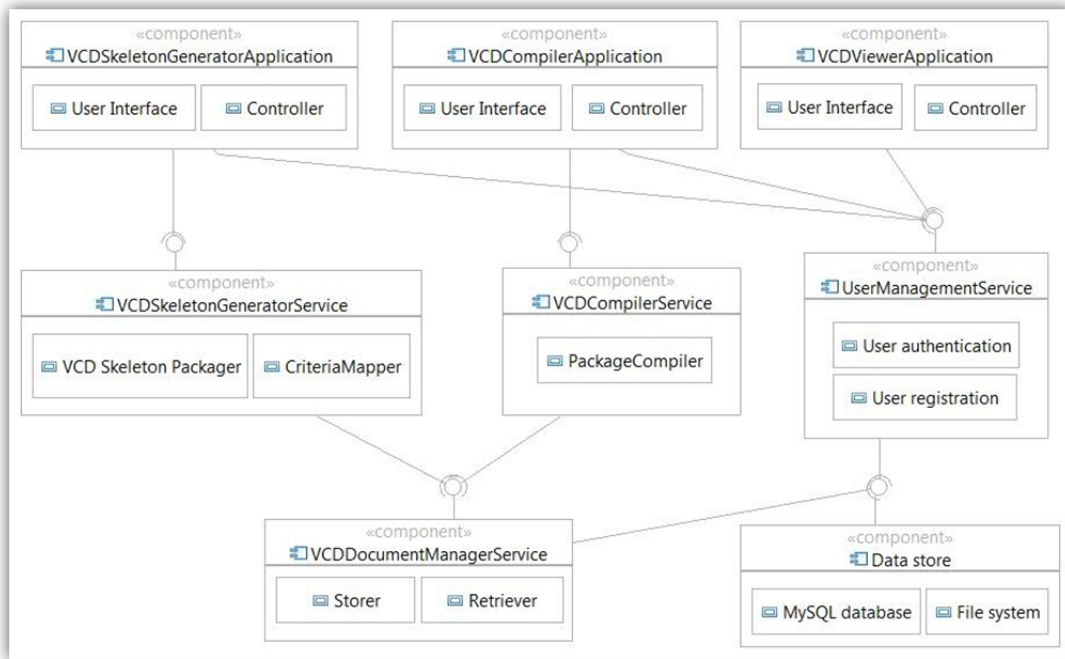 «component»
VCDSkeletonGeneratorApplication
User Interface
Controller
«component»
VCDCompilerApplication
User Interface
Controller
«component»
VCDViewerApplication
User Interface
Controller
«component»
VCDSkeletonGeneratorService
VCD Skeleton Packager
CriteriaMapper
«component»
VCDCompilerService
PackageCompiler
«component»
UserManagementService
User authentication
User registration
«component»
VCDDocumentManagerService
Storer
Retriever
«component»
Data store
MySQL database
File system